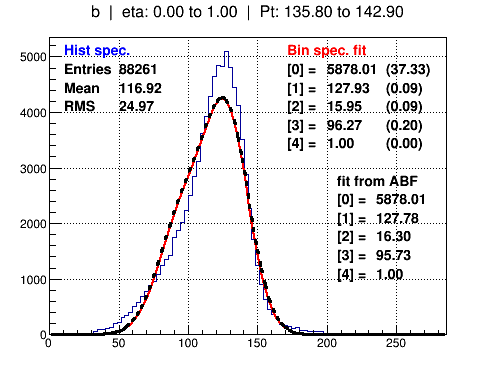 b | eta: 0.00 to 1.00 | Pt: 135.80 to 142.90
Hist spec.
Entries 88261
Mean 116.92
RMS 24.97
Bin spec. fit
[0] = 5878.01 (37.33)
[1] = 127.93 (0.09)
[2] = 15.95 (0.09)
[3] = 96.27 (0.20)
[4] = 1.00 (0.00)
fit from ABF
[0] = 5878.01
[1] = 127.78
[2] = 16.30
[3] = 95.73
[4] = 1.00
5000
4000
3000
2000
1000
0
0 50 100 150 200 250